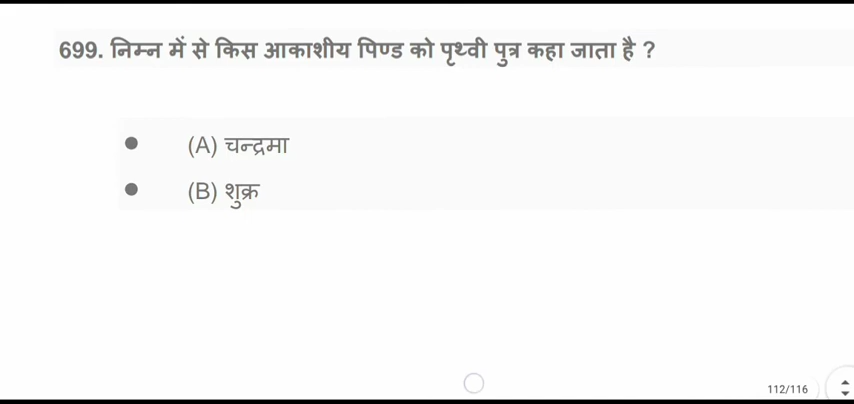 699. निम्न में से किस आकाशीय पिण्ड को पृथ्वी पुत्र कहा जाता है ?
(A) चन्द्रमा
(B) शुक्र
112/116